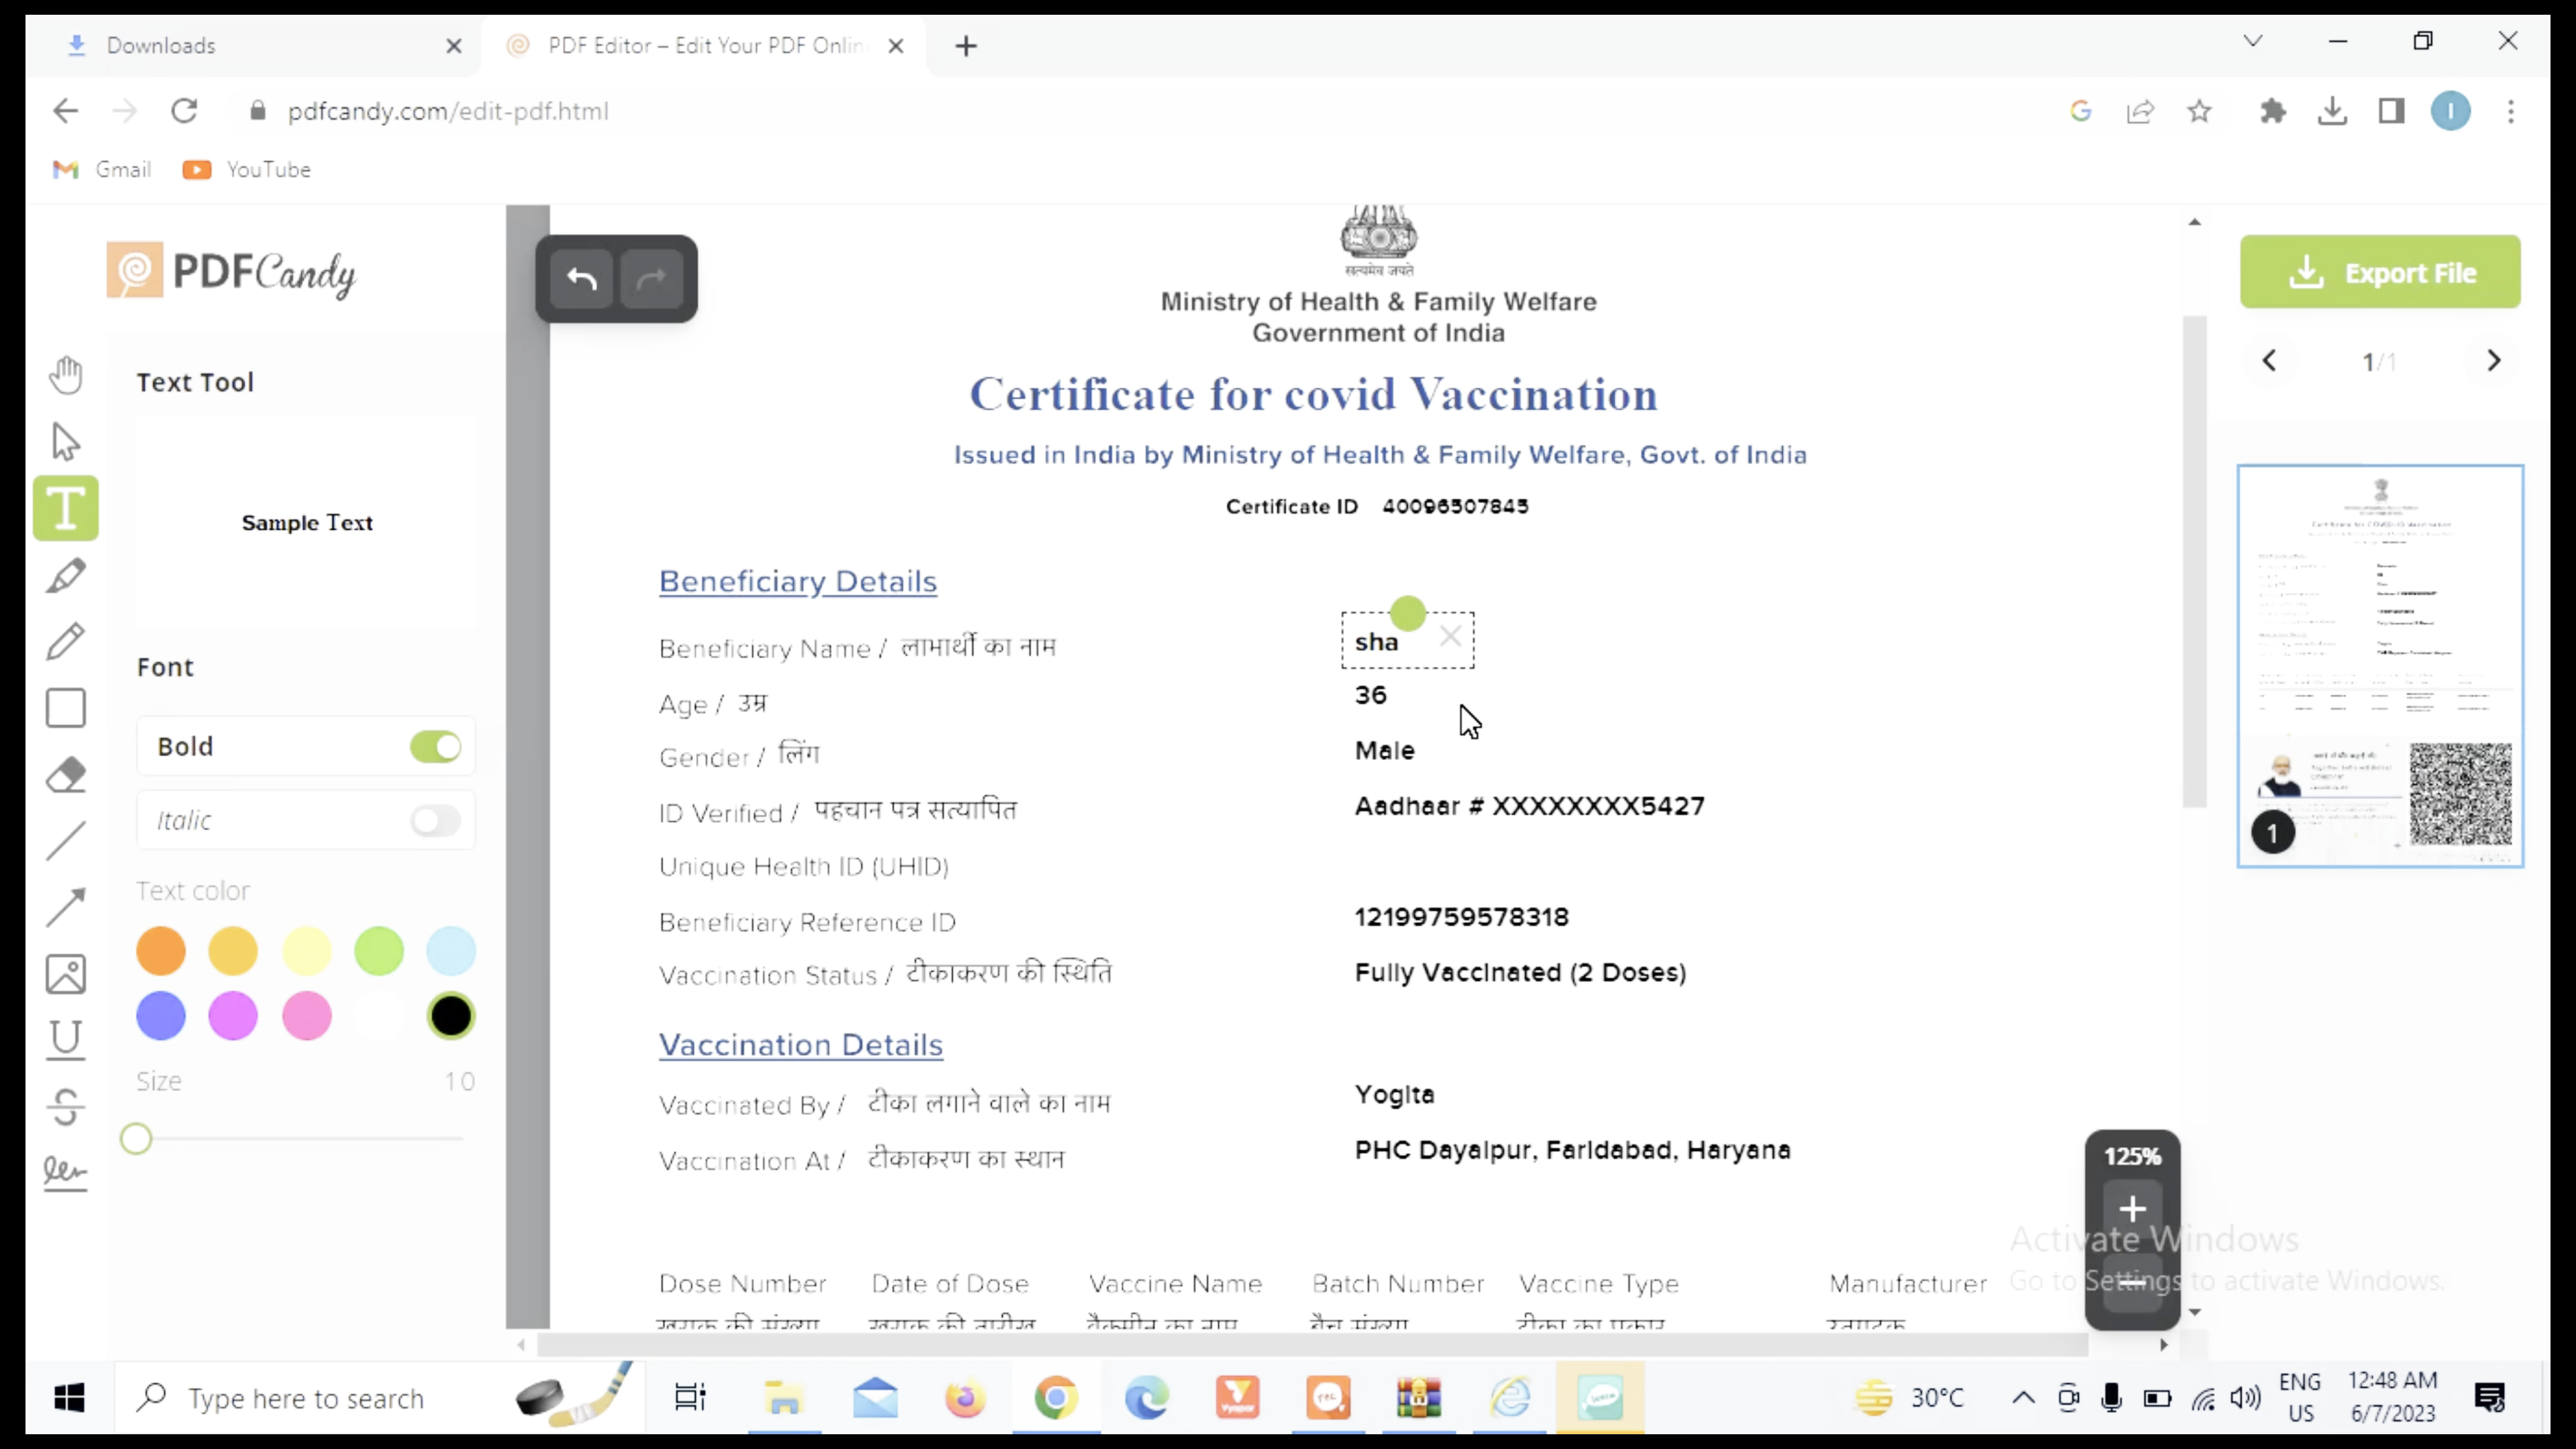 Downloads
PDF Editor – Edit Your PDF Onlin
pdfcandy.com/edit-pdf.html
Gmail
YouTube
PDFCandy
Text Tool
Sample Text
Font
Bold
Italic
Text color
Size 10
सत्यमेव जयते
Ministry of Health & Family Welfare
Government of India
Certificate for covid Vaccination
Issued in India by Ministry of Health & Family Welfare, Govt. of India
Certificate ID 40096507845
Beneficiary Details
Beneficiary Name / लाभार्थी का नाम sha
Age / उम्र 36
Gender / लिंग Male
ID Verified / पहचान पत्र सत्यापित Aadhaar # XXXXXXXX5427
Unique Health ID (UHID)
Beneficiary Reference ID 12199759578318
Vaccination Status / टीकाकरण की स्थिति Fully Vaccinated (2 Doses)
Vaccination Details
Vaccinated By / टीका लगाने वाले का नाम Yogita
Vaccination At / टीकाकरण का स्थान PHC Dayalpur, Faridabad, Haryana
Dose Number Date of Dose Vaccine Name Batch Number Vaccine Type Manufacturer
Export File
1/1
1
125%
Activate Windows
Go to Settings to activate Windows.
Type here to search
30°C
ENG
US
12:48 AM
6/7/2023